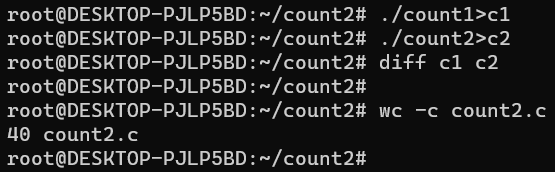 root@DESKTOP-PJLP5BD:~/count2# ./count1>c1
root@DESKTOP-PJLP5BD:~/count2# ./count2>c2
root@DESKTOP-PJLP5BD:~/count2# diff c1 c2
root@DESKTOP-PJLP5BD:~/count2#
root@DESKTOP-PJLP5BD:~/count2# wc -c count2.c
40 count2.c
root@DESKTOP-PJLP5BD:~/count2#